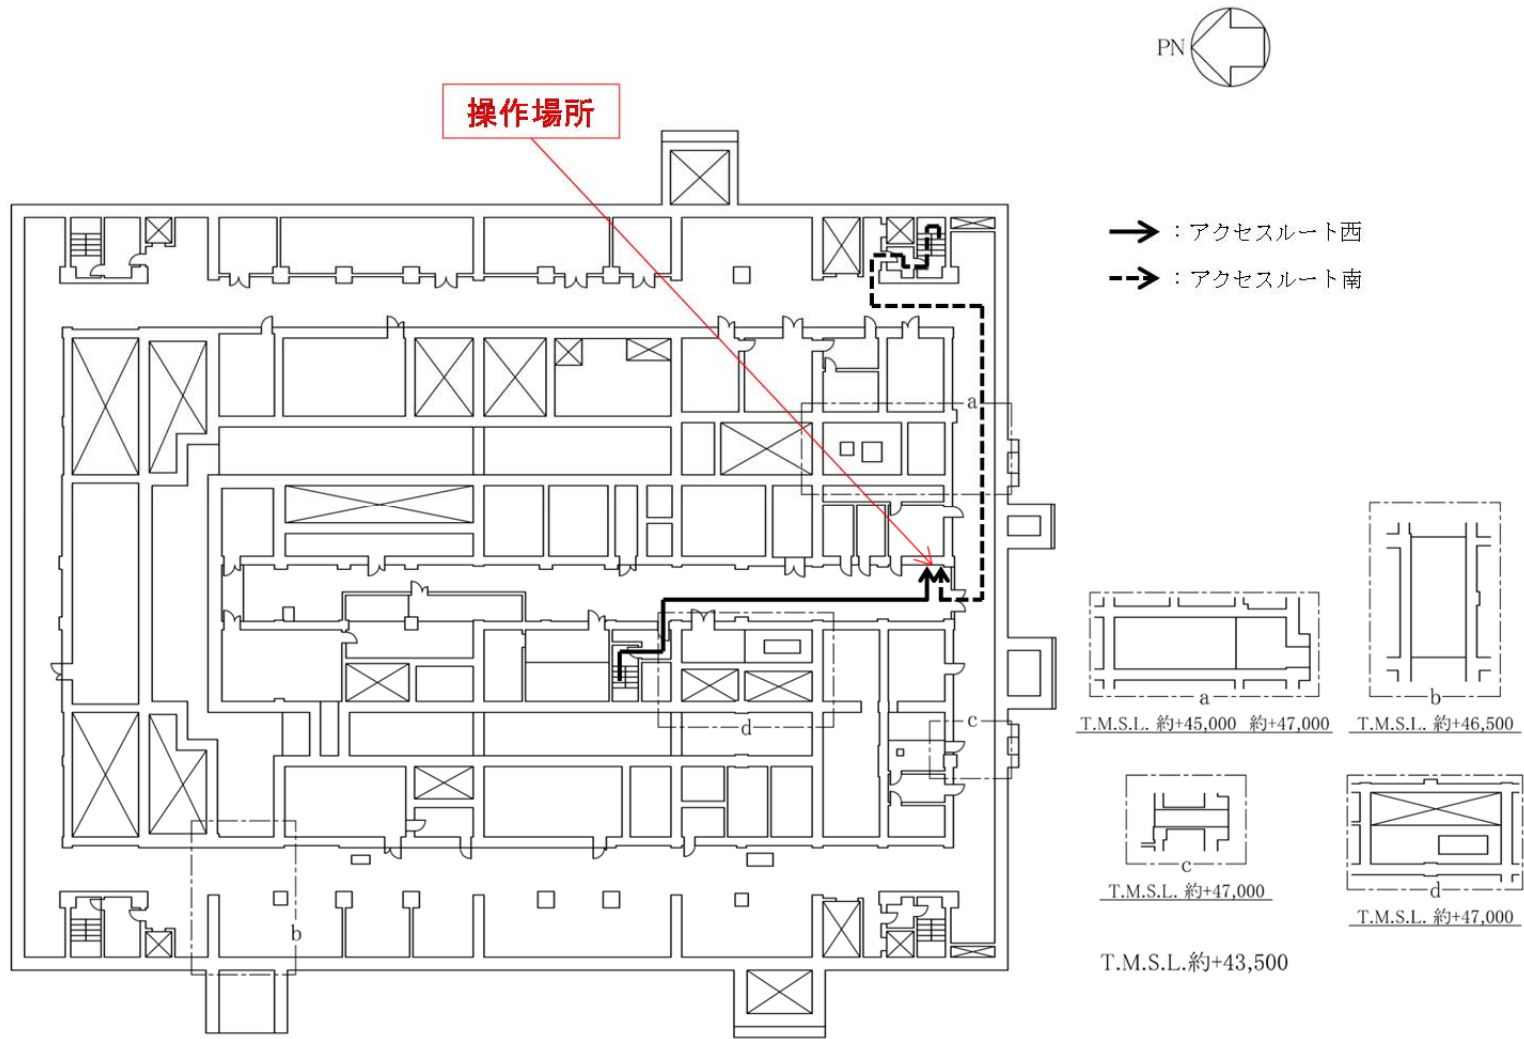 PN
操作場所
：アクセスルート西
：アクセスルート南
a
d
c
b
a
T.M.S.L. 約+45,000 約+47,000
b
T.M.S.L. 約+46,500
c
T.M.S.L. 約+47,000
d
T.M.S.L. 約+47,000
T.M.S.L.約+43,500